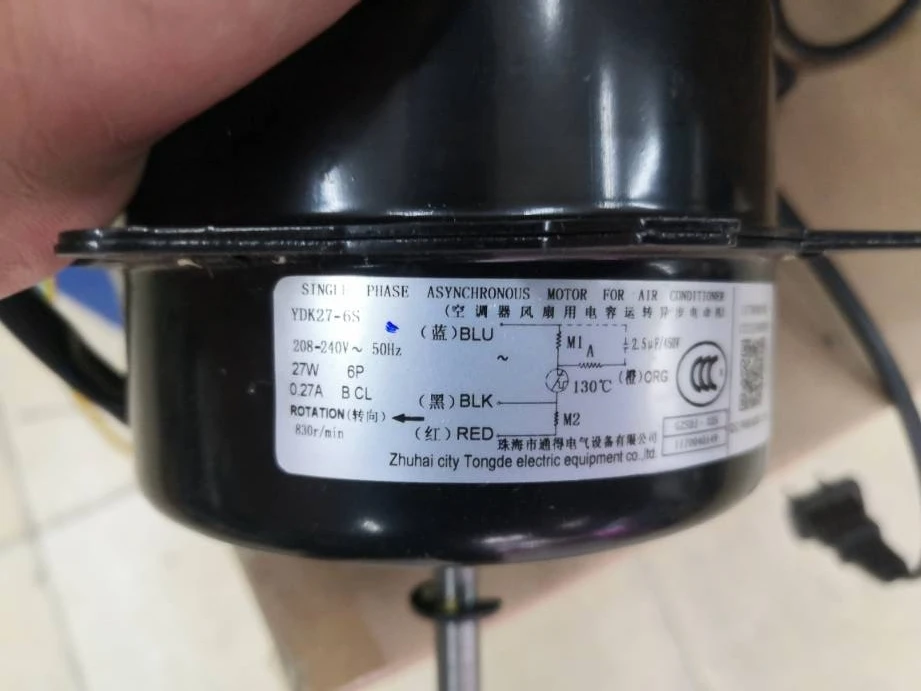 SINGLE PHASE ASYNCHRONOUS MOTOR FOR AIR CONDITIONER
YDK27-6S
(空调器风扇用电容运转异步电动机)
208-240V~ 50Hz
27W 6P
0.27A B CL
ROTATION(转向)
830r/min
(蓝)BLU
~
M1
A
2.5μF/450V
130℃
(橙)ORG
(黑)BLK
M2
(红)RED
CCC
珠海市通得电气设备有限公司
Zhuhai city Tongde electric equipment co.,ltd.